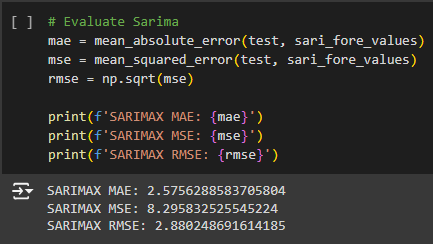 [ ] # Evaluate Sarima
mae = mean_absolute_error(test, sari_fore_values)
mse = mean_squared_error(test, sari_fore_values)
rmse = np.sqrt(mse)
print(f'SARIMAX MAE: {mae}')
print(f'SARIMAX MSE: {mse}')
print(f'SARIMAX RMSE: {rmse}')
SARIMAX MAE: 2.5756288583705804
SARIMAX MSE: 8.295832525545224
SARIMAX RMSE: 2.880248691614185